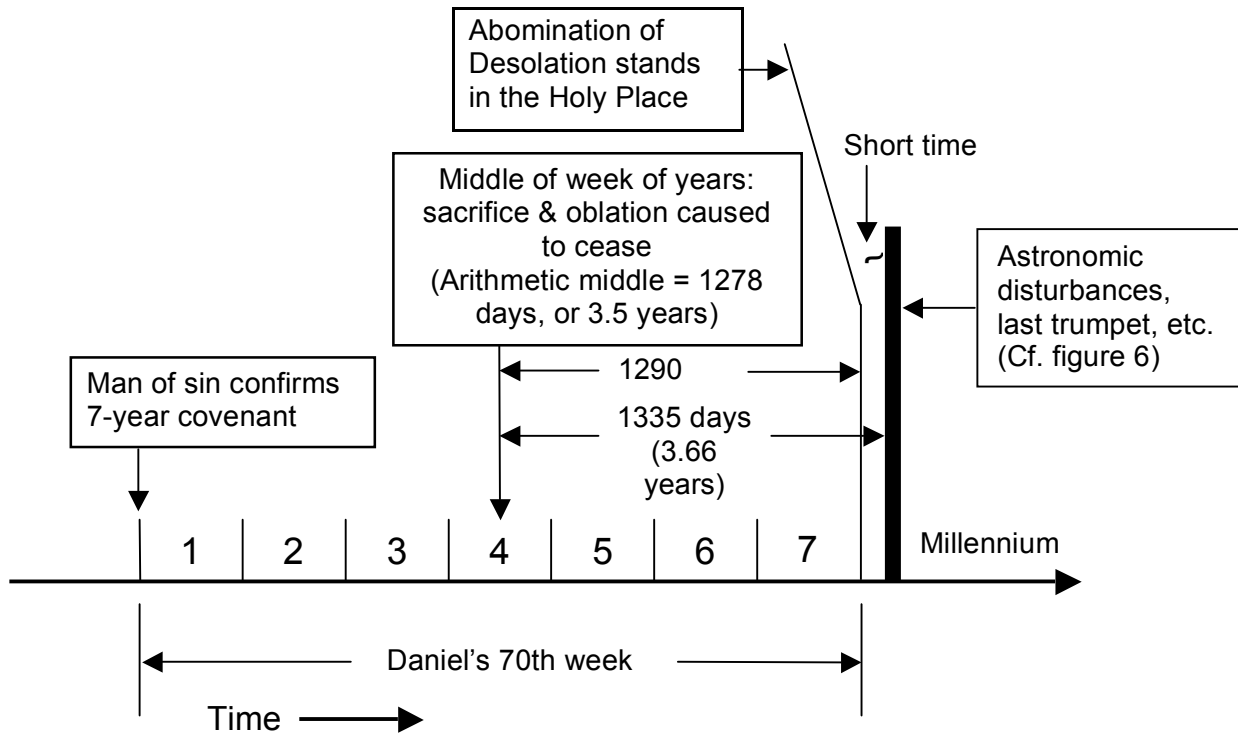 Abomination of
Desolation stands
in the Holy Place
Short time
Middle of week of years:
sacrifice & oblation caused
to cease
(Arithmetic middle = 1278
days, or 3.5 years)
~
Astronomic
disturbances,
last trumpet, etc.
(Cf. figure 6)
Man of sin confirms
7-year covenant
1290
1335 days
(3.66
years)
1 2 3 4 5 6 7 Millennium
Daniel's 70th week
Time